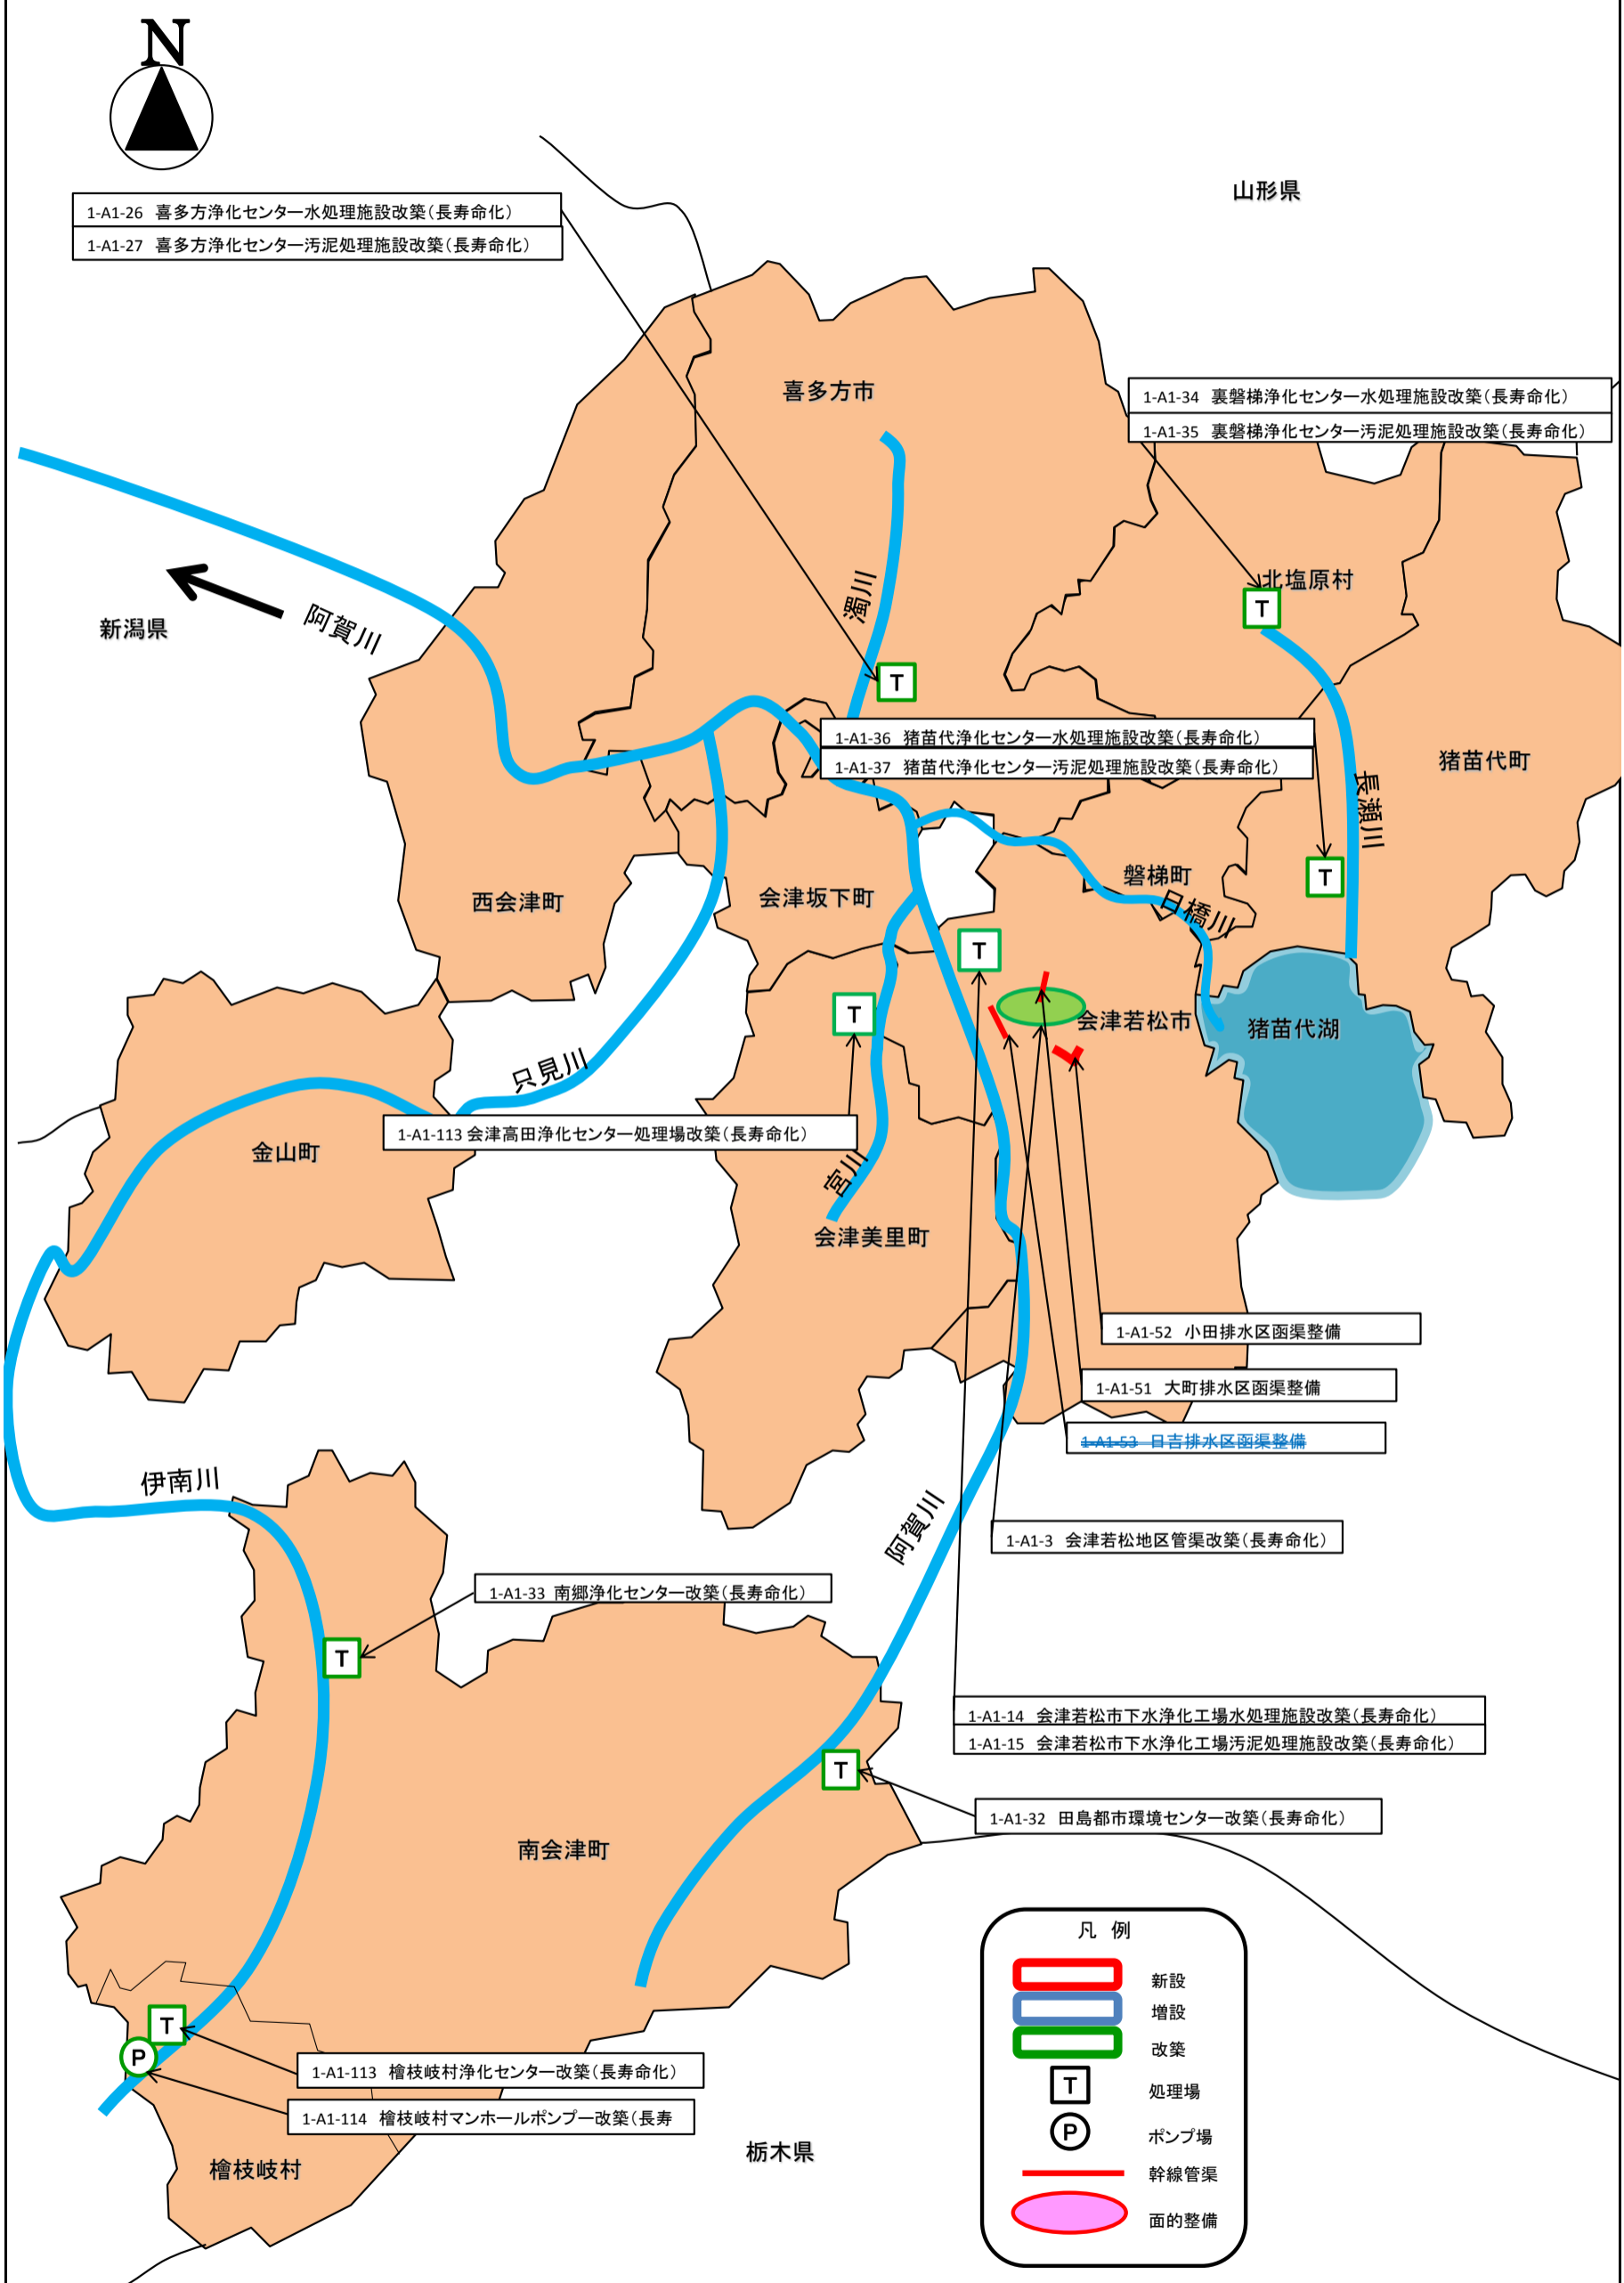 N
山形県
1-A1-26 喜多方浄化センター水処理施設改築(長寿命化)
1-A1-27 喜多方浄化センター汚泥処理施設改築(長寿命化)
喜多方市
1-A1-34 裏磐梯浄化センター水処理施設改築(長寿命化)
1-A1-35 裏磐梯浄化センター汚泥処理施設改築(長寿命化)
北塩原村
T
濁川
阿賀川
新潟県
T
1-A1-36 猪苗代浄化センター水処理施設改築(長寿命化)
1-A1-37 猪苗代浄化センター汚泥処理施設改築(長寿命化)
猪苗代町
長瀬川
T
磐梯町
日橋川
西会津町
会津坂下町
T
T
会津若松市
猪苗代湖
只見川
1-A1-113 会津高田浄化センター処理場改築(長寿命化)
金山町
宮川
会津美里町
1-A1-52 小田排水区函渠整備
1-A1-51 大町排水区函渠整備
1-A1-53 日吉排水区函渠整備
伊南川
阿賀川
1-A1-3 会津若松地区管渠改築(長寿命化)
1-A1-33 南郷浄化センター改築(長寿命化)
T
1-A1-14 会津若松市下水浄化工場水処理施設改築(長寿命化)
1-A1-15 会津若松市下水浄化工場汚泥処理施設改築(長寿命化)
T
1-A1-32 田島都市環境センター改築(長寿命化)
南会津町
凡 例
新設
増設
改築
T 処理場
P ポンプ場
幹線管渠
面的整備
T
P
1-A1-113 檜枝岐村浄化センター改築(長寿命化)
1-A1-114 檜枝岐村マンホールポンプー改築(長寿
檜枝岐村
栃木県